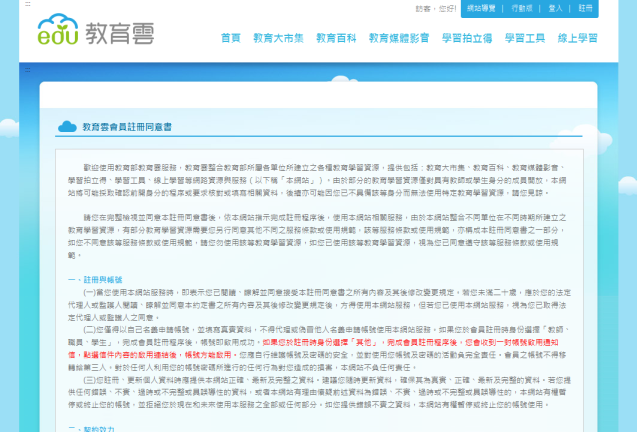 訪客，您好! 網站導覽 | 行動版 | 登入 | 註冊
edu 教育雲
首頁 教育大市集 教育百科 教育媒體影音 學習拍立得 學習工具 線上學習
教育雲會員註冊同意書
歡迎使用教育部教育雲服務，教育雲整合教育部所屬各單位所建立之各種教育學習資源，提供包括：教育大市集、教育百科、教育媒體影音、
學習拍立得、學習工具、線上學習等網路資源與服務（以下稱「本網站」）。由於部分的教育學習資源僅對具有教師或學生身分的成員開放，本網
站將可能採取確認前開身分的程序或要求核對或填寫相關資料，後續亦可能因您已不具備該等身分而無法使用特定教育學習資源，請您見諒。
請您在完整檢視並同意本註冊同意書後，依本網站指示完成註冊程序後，使用本網站相關服務，由於本網站整合不同單位在不同時期所建立之
教育學習資源，有部分教育學習資源需要您另行同意其他不同之服務條款或使用規範，該等服務條款或使用規範，亦構成本註冊同意書之一部分，
如您不同意該等服務條款或使用規範，請您勿使用該等教育學習資源，如您已使用該等教育學習資源，視為您已同意遵守該等服務條款或使用規
範。
一、註冊與帳號
(一)當您使用本網站服務時，即表示您已閱讀、瞭解並同意接受本註冊同意書之所有內容及其後修改變更規定。若您未滿二十歲，應於您的法定
代理人或監護人閱讀、瞭解並同意本約定書之所有內容及其後修改變更規定後，方得使用本網站服務，但若您已使用本網站服務，視為您已取得法
定代理人或監護人之同意。
(二)您僅得以自己名義申請帳號，並填寫真實資料，不得代理或偽冒他人名義申請帳號使用本網站服務。如果您於會員註冊時身份選擇「教師、
職員、學生」，完成會員註冊程序後，帳號即啟用成功。如果您於註冊時身份選擇「其他」，完成會員註冊程序後，您會收到一封帳號啟用通知
信，點選信件內容的啟用連結後，帳號方能啟用。您應自行維護帳號及密碼的安全，並對使用您帳號及密碼的活動負完全責任。會員之帳號不得移
轉給第三人，對於任何人利用您的帳號密碼所進行的任何行為對您造成的損害，本網站不負任何責任。
(三)您註冊、更新個人資料時應提供本網站正確、最新及完整之資料。建議您隨時更新資料，確保其為真實、正確、最新及完整的資料。若您提
供任何錯誤、不實、過時或不完整或具誤導性的資料，或者本網站有理由懷疑前述資料為錯誤、不實、過時或不完整或具誤導性的，本網站有權暫
停或終止您的帳號，並拒絕您於現在和未來使用本服務之全部或任何部分。如您提供錯誤不實之資料，本網站有權暫停或終止您的帳號使用。
二、契約效力